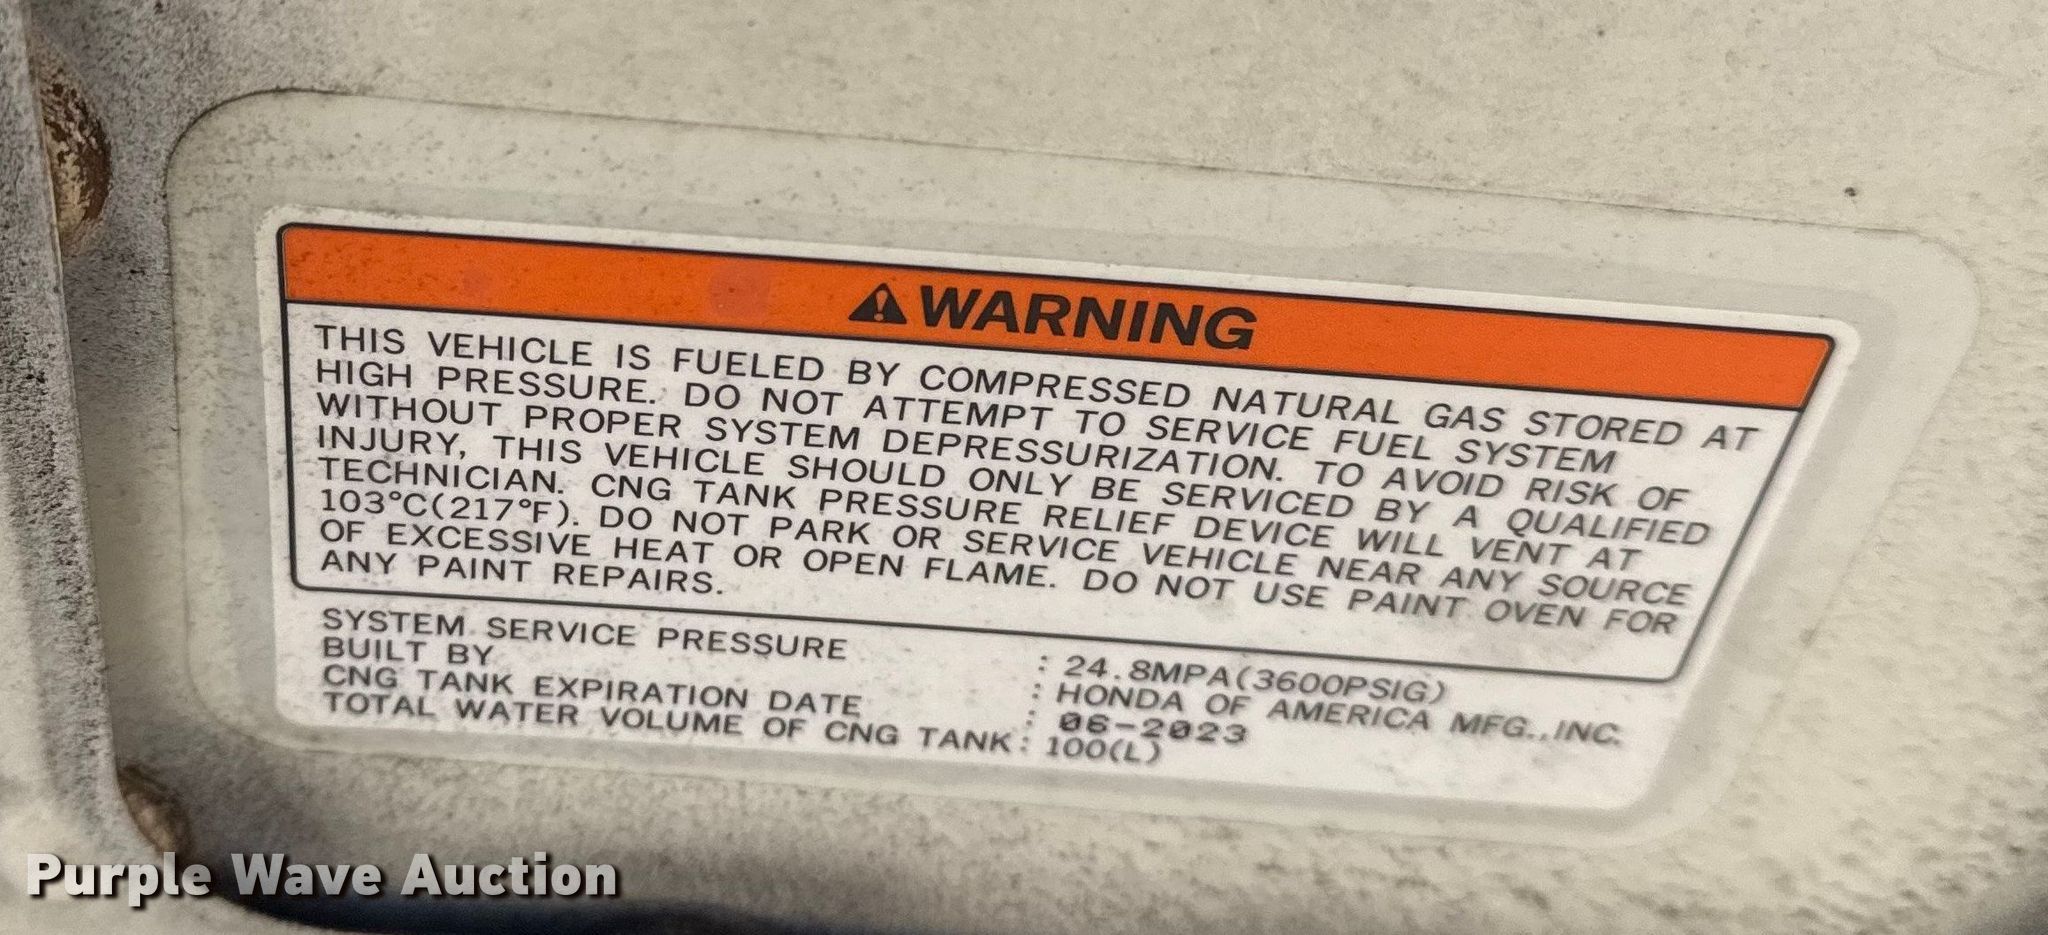 WARNING
THIS VEHICLE IS FUELED BY COMPRESSED NATURAL GAS STORED AT
HIGH PRESSURE. DO NOT ATTEMPT TO SERVICE FUEL SYSTEM
WITHOUT PROPER SYSTEM DEPRESSURIZATION. TO AVOID RISK OF
INJURY, THIS VEHICLE SHOULD ONLY BE SERVICED BY A QUALIFIED
TECHNICIAN. CNG TANK PRESSURE RELIEF DEVICE WILL VENT AT
103°C(217°F). DO NOT PARK OR SERVICE VEHICLE NEAR ANY SOURCE
OF EXCESSIVE HEAT OR OPEN FLAME. DO NOT USE PAINT OVEN FOR
ANY PAINT REPAIRS.
SYSTEM SERVICE PRESSURE : 24.8MPA(3600PSIG)
BUILT BY : HONDA OF AMERICA MFG.,INC.
CNG TANK EXPIRATION DATE : 06-2023
TOTAL WATER VOLUME OF CNG TANK: 100(L)
Purple Wave Auction